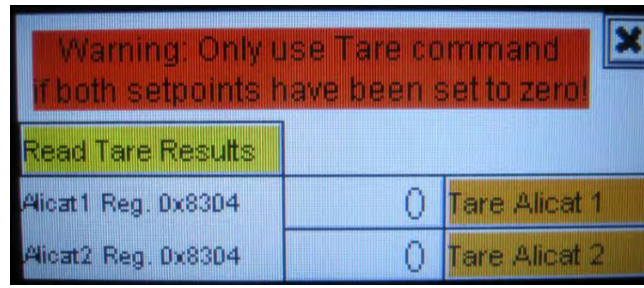 Warning: Only use Tare command
if both setpoints have been set to zero!
Read Tare Results
Alicat1 Reg. 0x8304 0 Tare Alicat 1
Alicat2 Reg. 0x8304 0 Tare Alicat 2